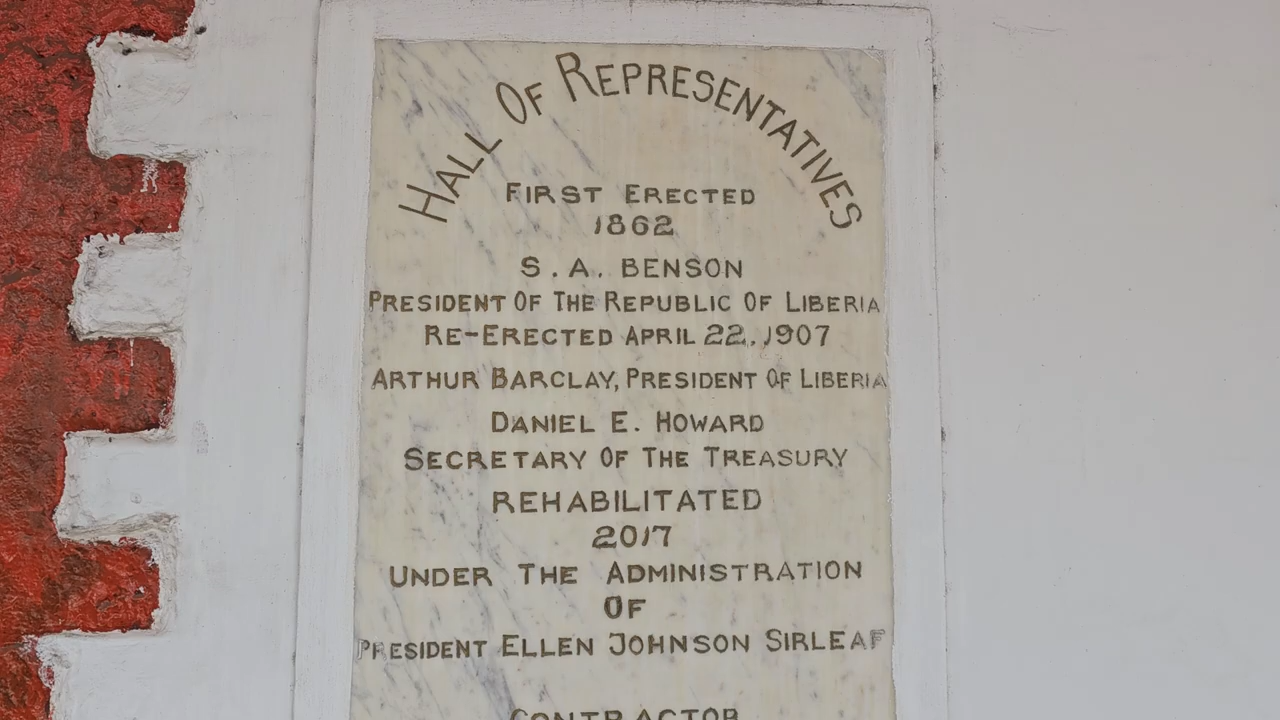 HALL OF REPRESENTATIVES
FIRST ERECTED
1862
S. A. BENSON
PRESIDENT OF THE REPUBLIC OF LIBERIA
RE-ERECTED APRIL 22, 1907
ARTHUR BARCLAY, PRESIDENT OF LIBERIA
DANIEL E. HOWARD
SECRETARY OF THE TREASURY
REHABILITATED
2017
UNDER THE ADMINISTRATION
OF
PRESIDENT ELLEN JOHNSON SIRLEAF
CONTRACTOR